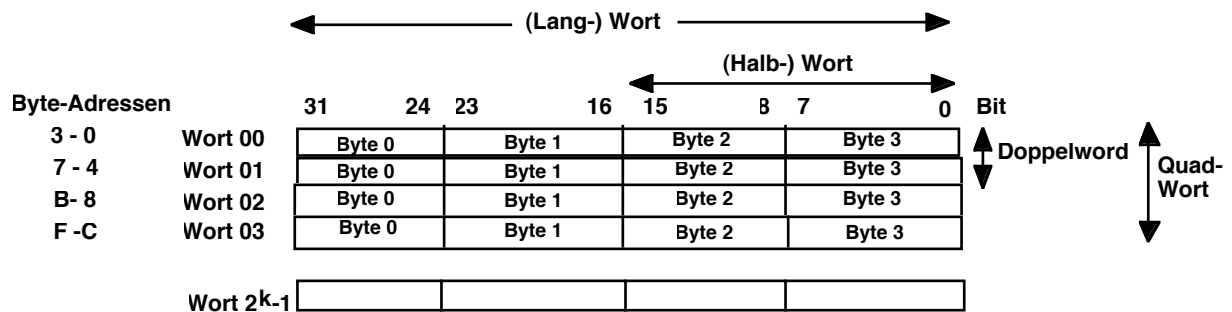 (Lang-) Wort
(Halb-) Wort
Byte-Adressen 31 24 23 16 15 8 7 0 Bit
3 - 0 Wort 00 Byte 0 Byte 1 Byte 2 Byte 3 Doppelword
7 - 4 Wort 01 Byte 0 Byte 1 Byte 2 Byte 3 Quad-
B- 8 Wort 02 Byte 0 Byte 1 Byte 2 Byte 3 Wort
F -C Wort 03 Byte 0 Byte 1 Byte 2 Byte 3
Wort 2k-1